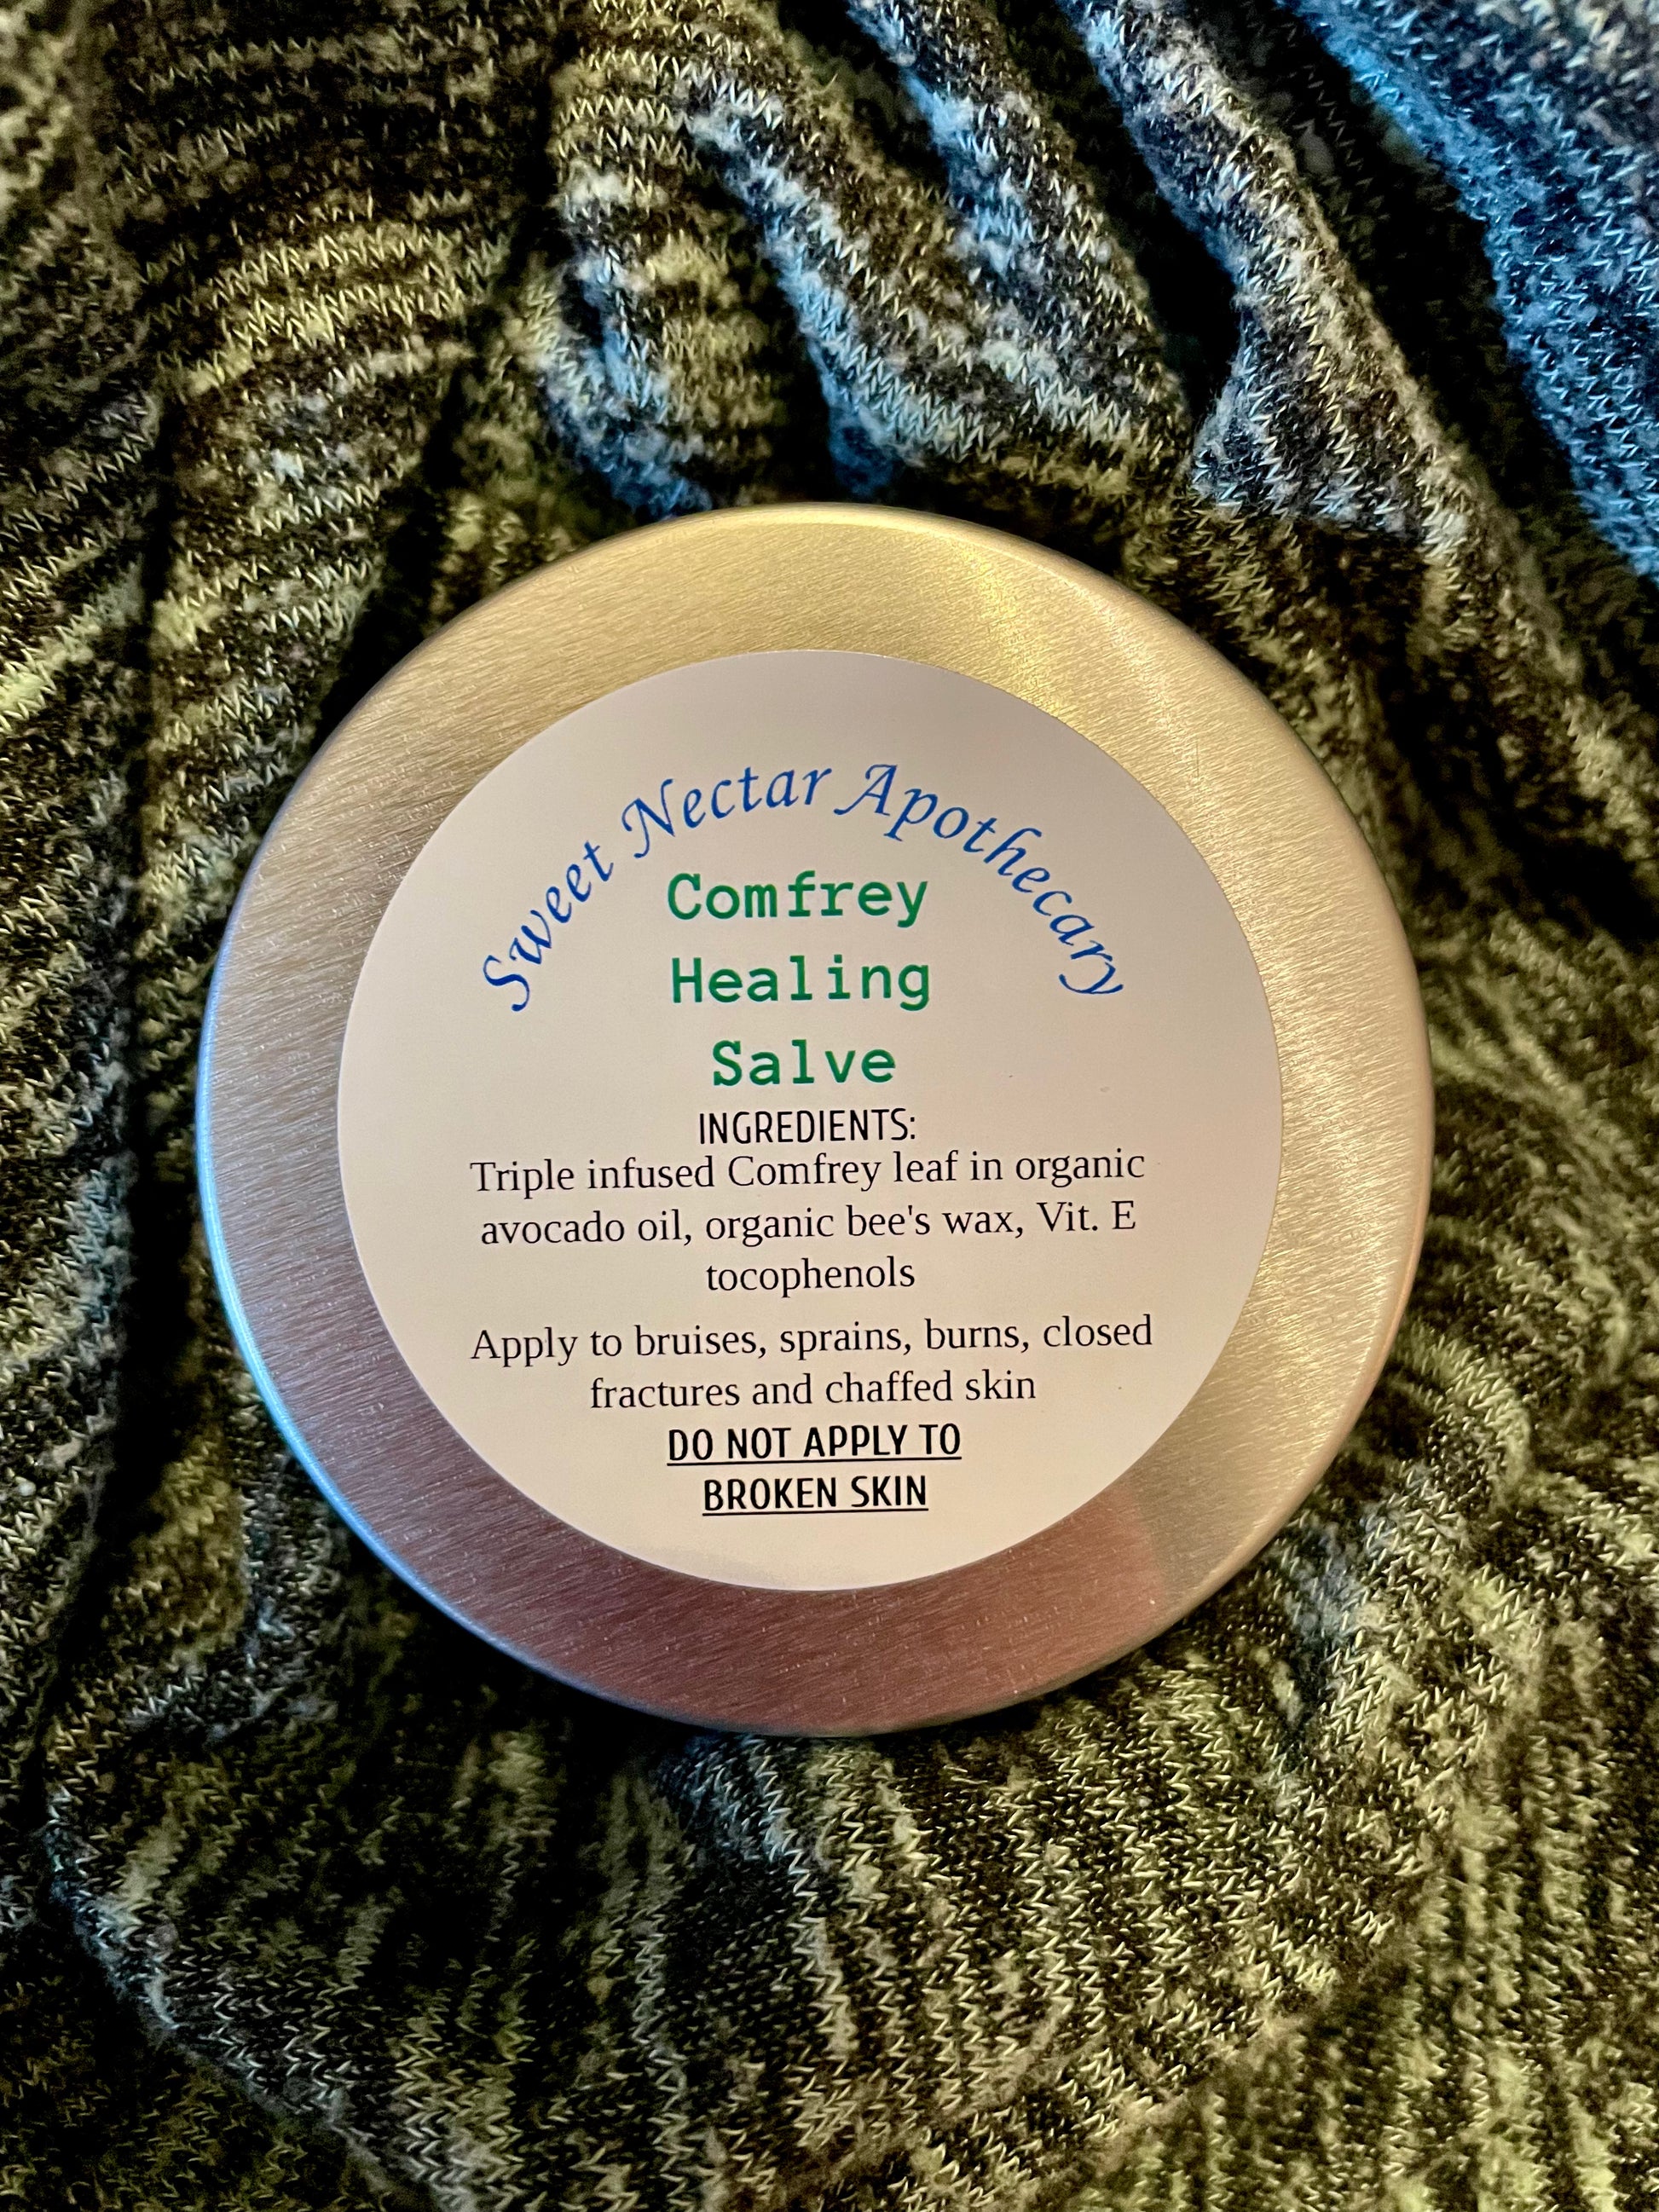 Sweet Nectar Apothecary
Comfrey
Healing
Salve
INGREDIENTS:
Triple infused Comfrey leaf in organic
avocado oil, organic bee's wax, Vit. E
tocophenols
Apply to bruises, sprains, burns, closed
fractures and chaffed skin
DO NOT APPLY TO
BROKEN SKIN